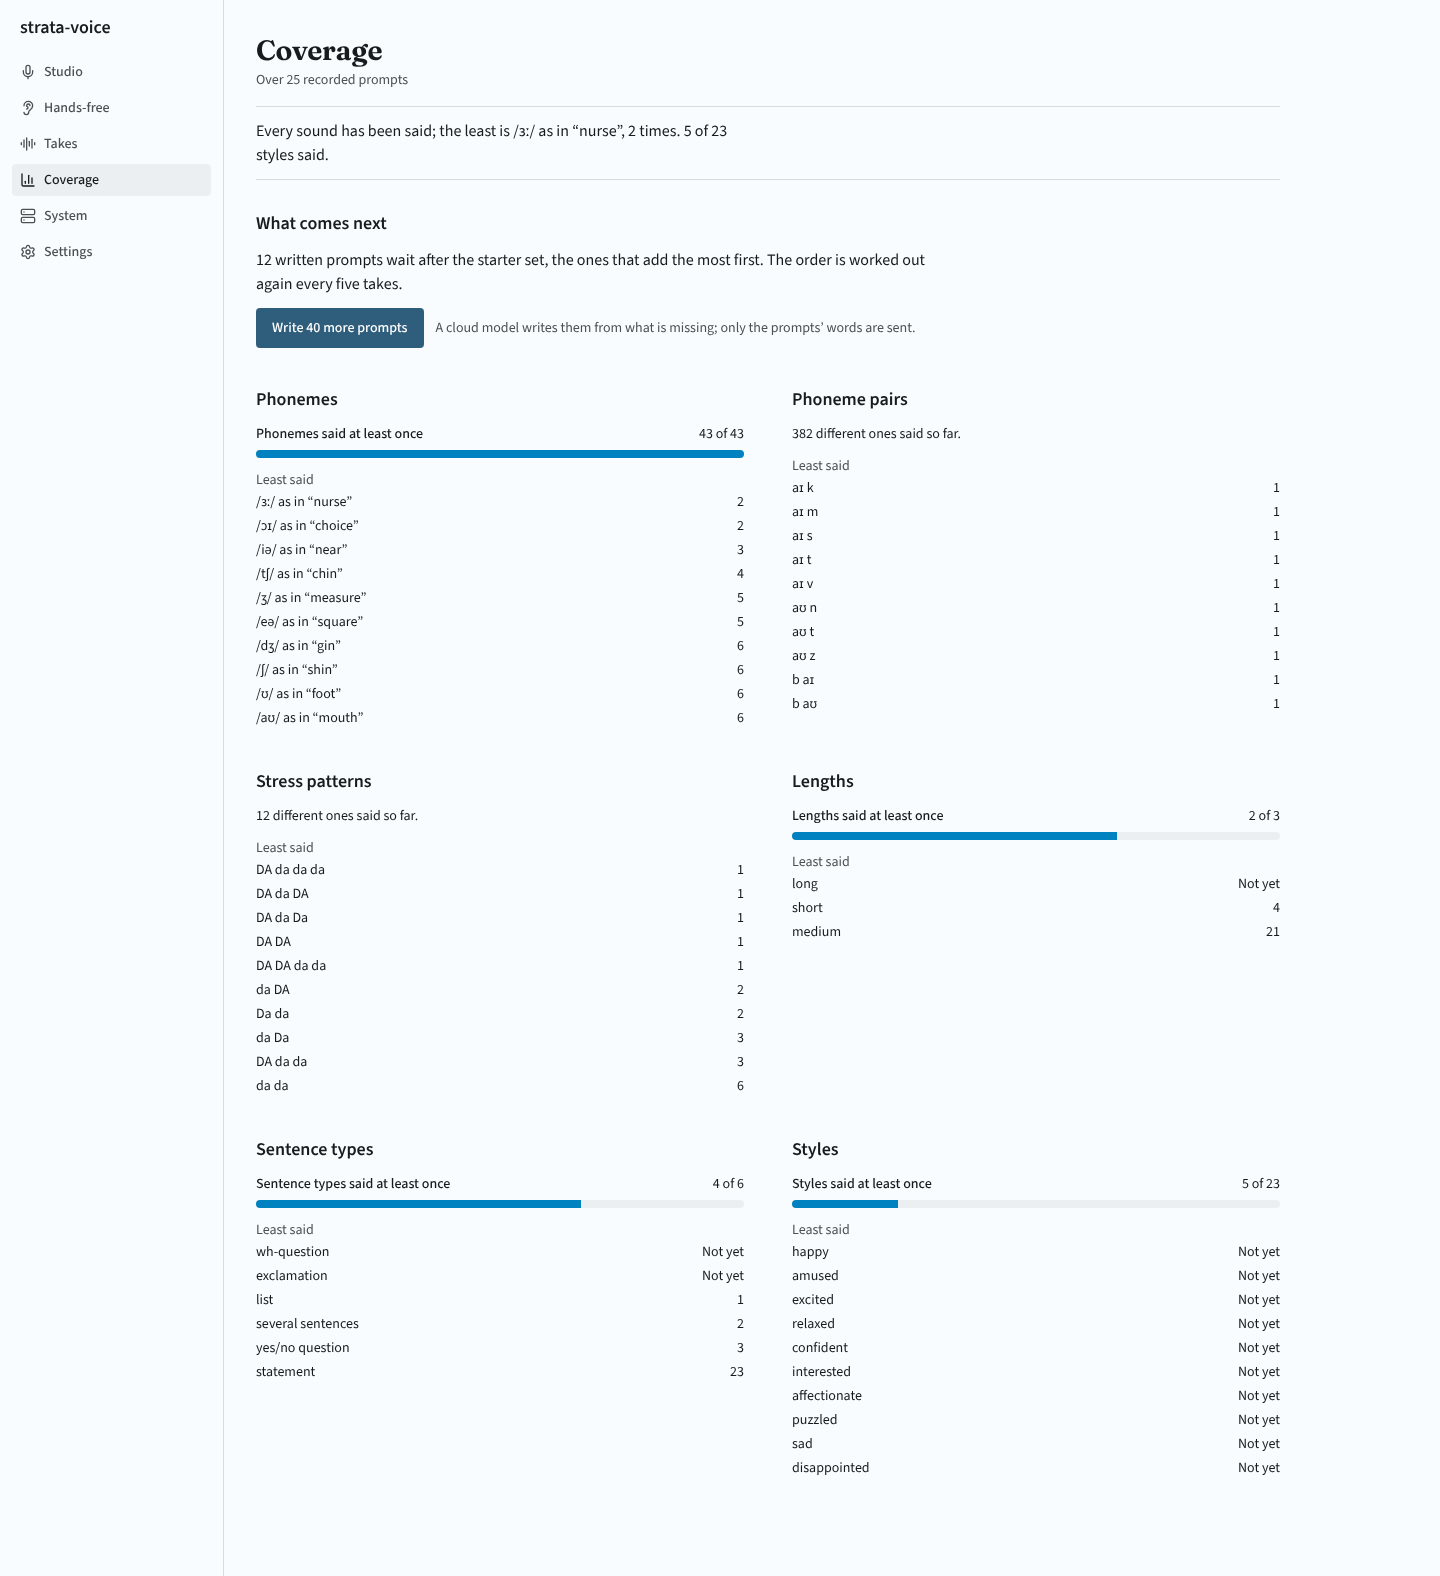 strata-voice
Studio
Hands-free
Takes
Coverage
System
Settings
Coverage
Over 25 recorded prompts
Every sound has been said; the least is /ɜː/ as in “nurse”, 2 times. 5 of 23
styles said.
What comes next
12 written prompts wait after the starter set, the ones that add the most first. The order is worked out
again every five takes.
Write 40 more prompts
A cloud model writes them from what is missing; only the prompts’ words are sent.
Phonemes
Phonemes said at least once 43 of 43
Least said
/ɜː/ as in “nurse” 2
/ɔɪ/ as in “choice” 2
/iə/ as in “near” 3
/tʃ/ as in “chin” 4
/ʒ/ as in “measure” 5
/eə/ as in “square” 5
/dʒ/ as in “gin” 6
/ʃ/ as in “shin” 6
/ʊ/ as in “foot” 6
/aʊ/ as in “mouth” 6
Phoneme pairs
382 different ones said so far.
Least said
aɪ k 1
aɪ m 1
aɪ s 1
aɪ t 1
aɪ v 1
aʊ n 1
aʊ t 1
aʊ z 1
b aɪ 1
b aʊ 1
Stress patterns
12 different ones said so far.
Least said
DA da da da 1
DA da DA 1
DA da Da 1
DA DA 1
DA DA da da 1
da DA 2
Da da 2
da Da 3
DA da da 3
da da 6
Lengths
Lengths said at least once 2 of 3
Least said
long Not yet
short 4
medium 21
Sentence types
Sentence types said at least once 4 of 6
Least said
wh-question Not yet
exclamation Not yet
list 1
several sentences 2
yes/no question 3
statement 23
Styles
Styles said at least once 5 of 23
Least said
happy Not yet
amused Not yet
excited Not yet
relaxed Not yet
confident Not yet
interested Not yet
affectionate Not yet
puzzled Not yet
sad Not yet
disappointed Not yet